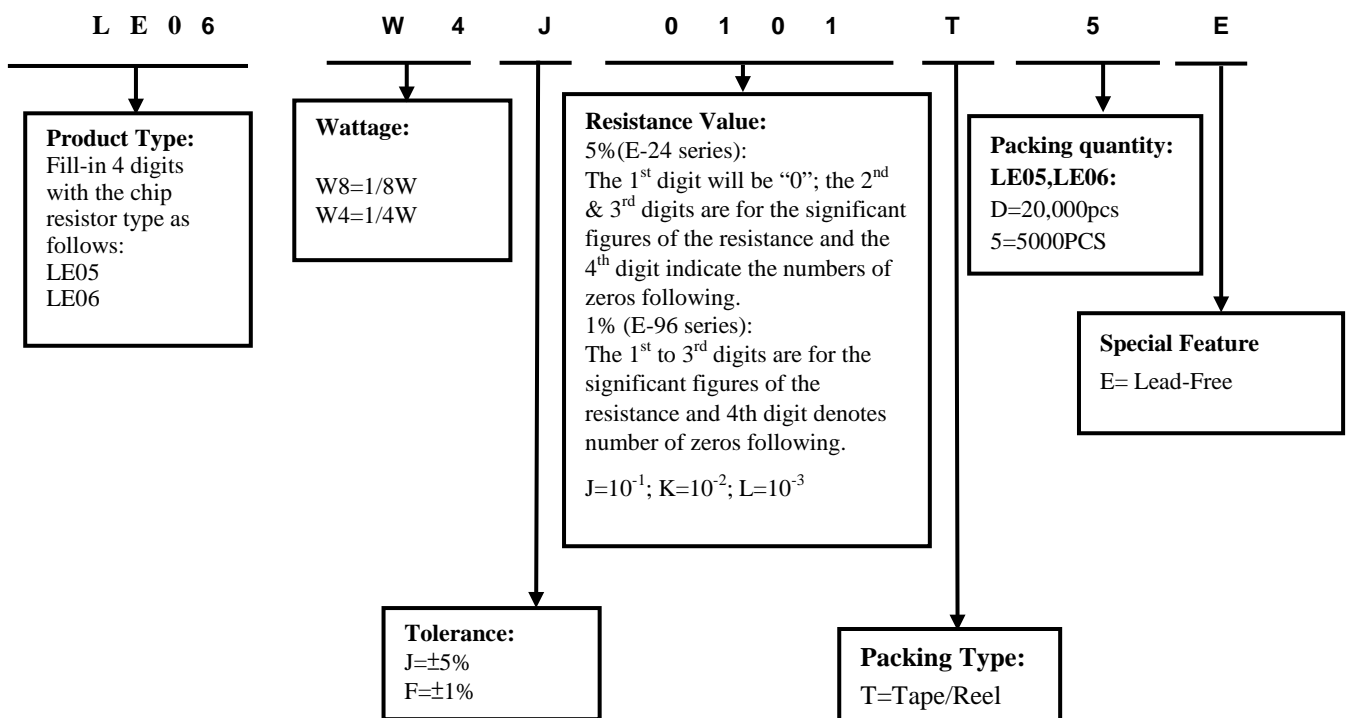 L E 0 6 W 4 J 0 1 0 1 T 5 E
Product Type:
Fill-in 4 digits
with the chip
resistor type as
follows:
LE05
LE06
Wattage:
W8=1/8W
W4=1/4W
Resistance Value:
5%(E-24 series):
The 1st digit will be “0”; the 2nd
& 3rd digits are for the significant
figures of the resistance and the
4th digit indicate the numbers of
zeros following.
1% (E-96 series):
The 1st to 3rd digits are for the
significant figures of the
resistance and 4th digit denotes
number of zeros following.
J=10-1; K=10-2; L=10-3
Packing quantity:
LE05,LE06:
D=20,000pcs
5=5000PCS
Special Feature
E= Lead-Free
Tolerance:
J=±5%
F=±1%
Packing Type:
T=Tape/Reel